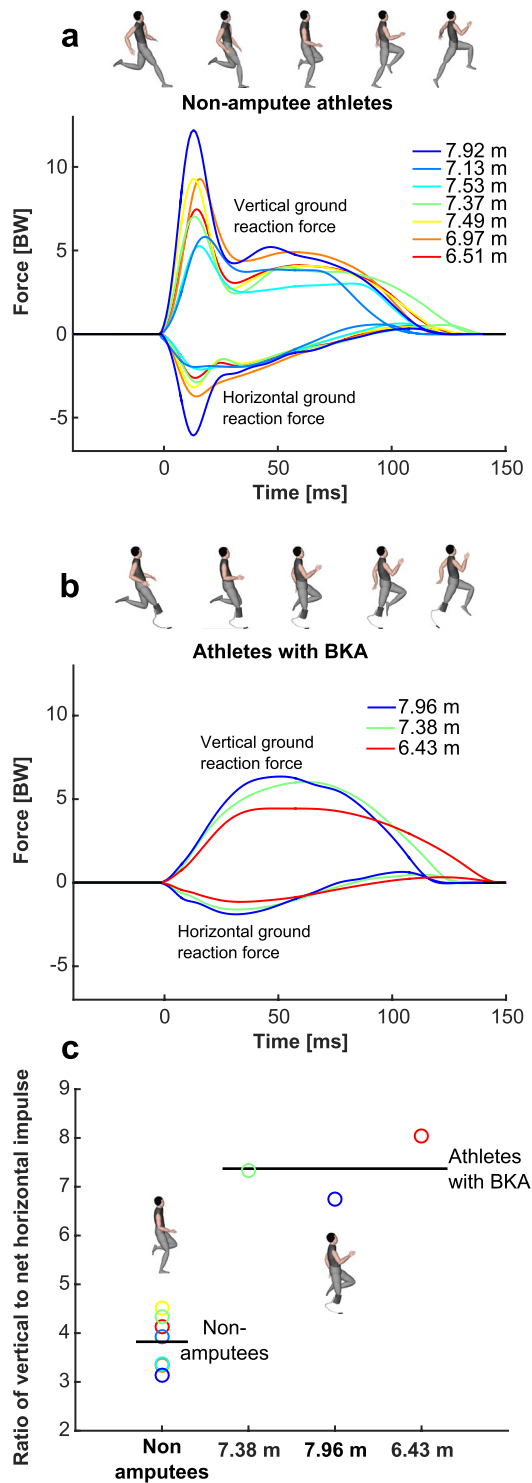 a
Non-amputee athletes
Force [BW]
10
5
0
-5
7.92 m
7.13 m
7.53 m
7.37 m
7.49 m
6.97 m
6.51 m
Vertical ground
reaction force
Horizontal ground
reaction force
0
50
100
150
Time [ms]
b
Athletes with BKA
Force [BW]
10
5
0
-5
7.96 m
7.38 m
6.43 m
Vertical ground
reaction force
Horizontal ground
reaction force
0
50
100
150
Time [ms]
c
Ratio of vertical to net horizontal impulse
9
8
7
6
5
4
3
2
Athletes
with BKA
Non-
amputees
Non
amputees
7.38 m
7.96 m
6.43 m